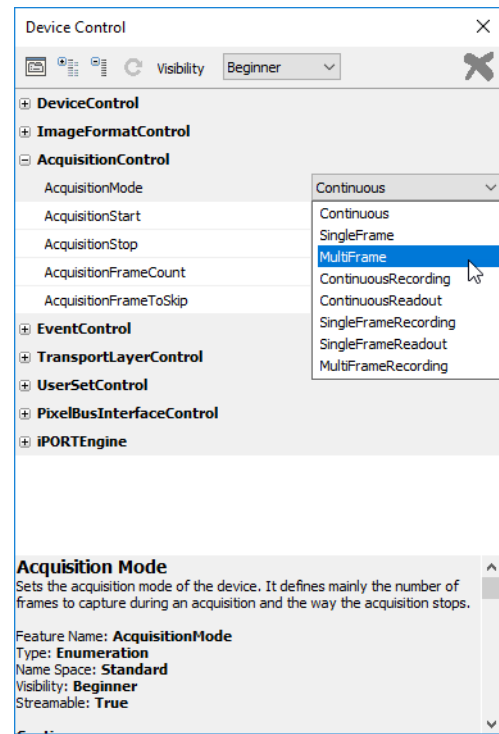 Device Control
Visibility Beginner
DeviceControl
ImageFormatControl
AcquisitionControl
AcquisitionMode Continuous
AcquisitionStart
AcquisitionStop
AcquisitionFrameCount
AcquisitionFrameToSkip
Continuous
SingleFrame
MultiFrame
ContinuousRecording
ContinuousReadout
SingleFrameRecording
SingleFrameReadout
MultiFrameRecording
EventControl
TransportLayerControl
UserSetControl
PixelBusInterfaceControl
iPORTEngine
Acquisition Mode
Sets the acquisition mode of the device. It defines mainly the number of
frames to capture during an acquisition and the way the acquisition stops.
Feature Name: AcquisitionMode
Type: Enumeration
Name Space: Standard
Visibility: Beginner
Streamable: True